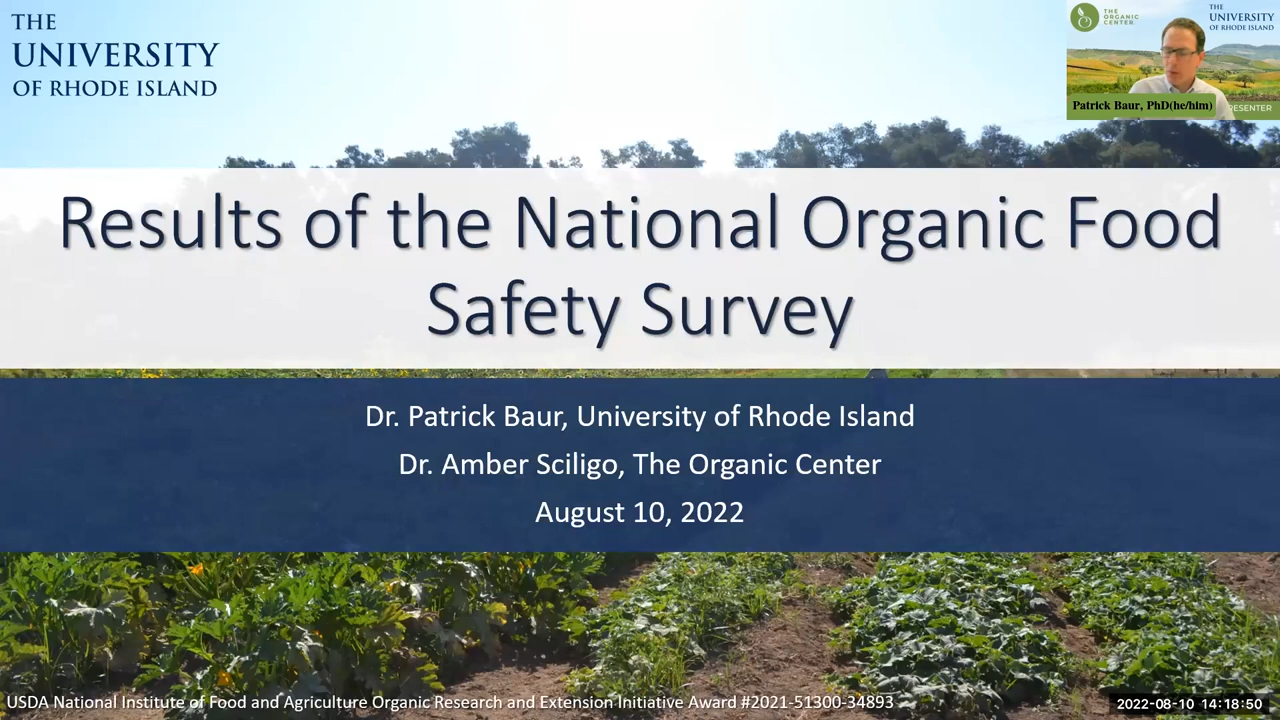 THE
UNIVERSITY
OF RHODE ISLAND
THE
ORGANIC
CENTER
THE
UNIVERSITY
OF RHODE ISLAND
Patrick Baur, PhD(he/him)
RESENTER
Results of the National Organic Food
Safety Survey
Dr. Patrick Baur, University of Rhode Island
Dr. Amber Sciligo, The Organic Center
August 10, 2022
USDA National Institute of Food and Agriculture Organic Research and Extension Initiative Award #2021-51300-34893
2022-08-10 14:18:50